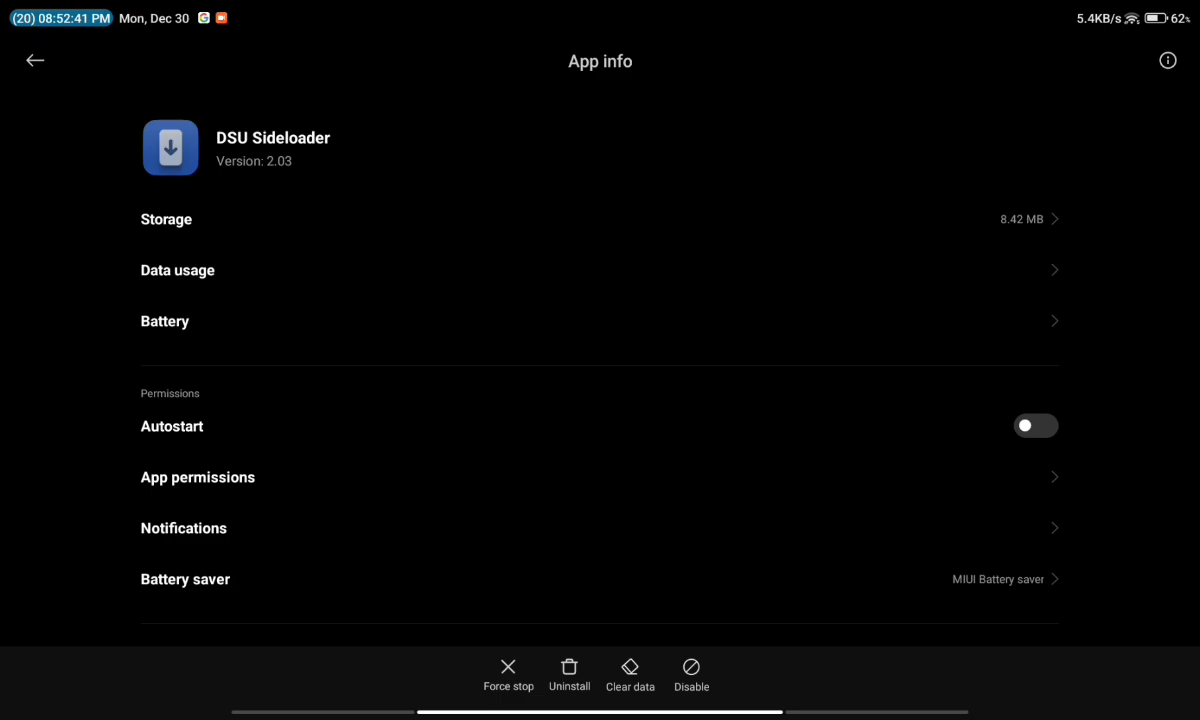 (20) 08:52:41 PM Mon, Dec 30 5.4KB/s 62%
App info
DSU Sideloader
Version: 2.03
Storage 8.42 MB
Data usage
Battery
Permissions
Autostart
App permissions
Notifications
Battery saver MIUI Battery saver
Force stop Uninstall Clear data Disable